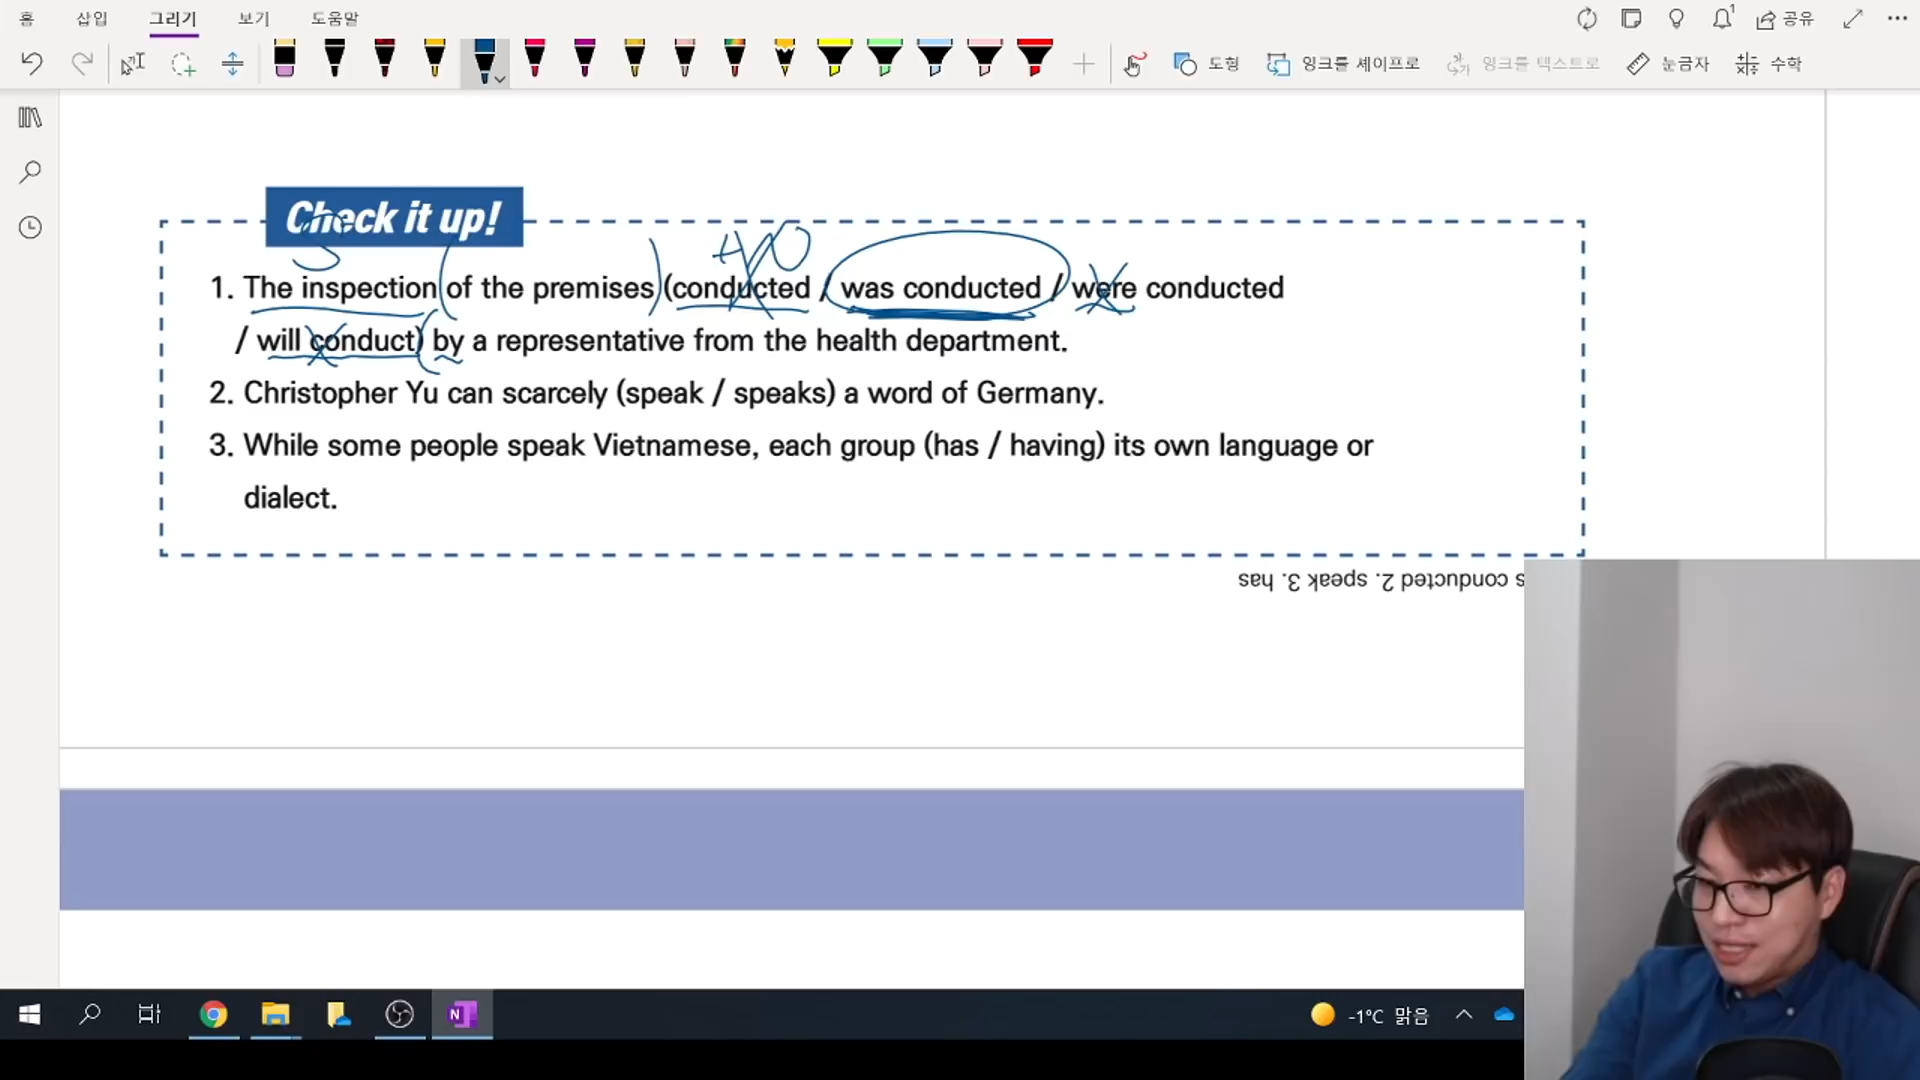 홈 삽입 그리기 보기 도움말
1 공유
도형 잉크를 셰이프로 잉크를 텍스트로 눈금자 수학
Check it up!
S + O
1. The inspection (of the premises) (conducted / was conducted / were conducted
/ will conduct) (by a representative from the health department.
2. Christopher Yu can scarcely (speak / speaks) a word of Germany.
3. While some people speak Vietnamese, each group (has / having) its own language or
dialect.
s conducted 2. speak 3. has
N -1°C 맑음